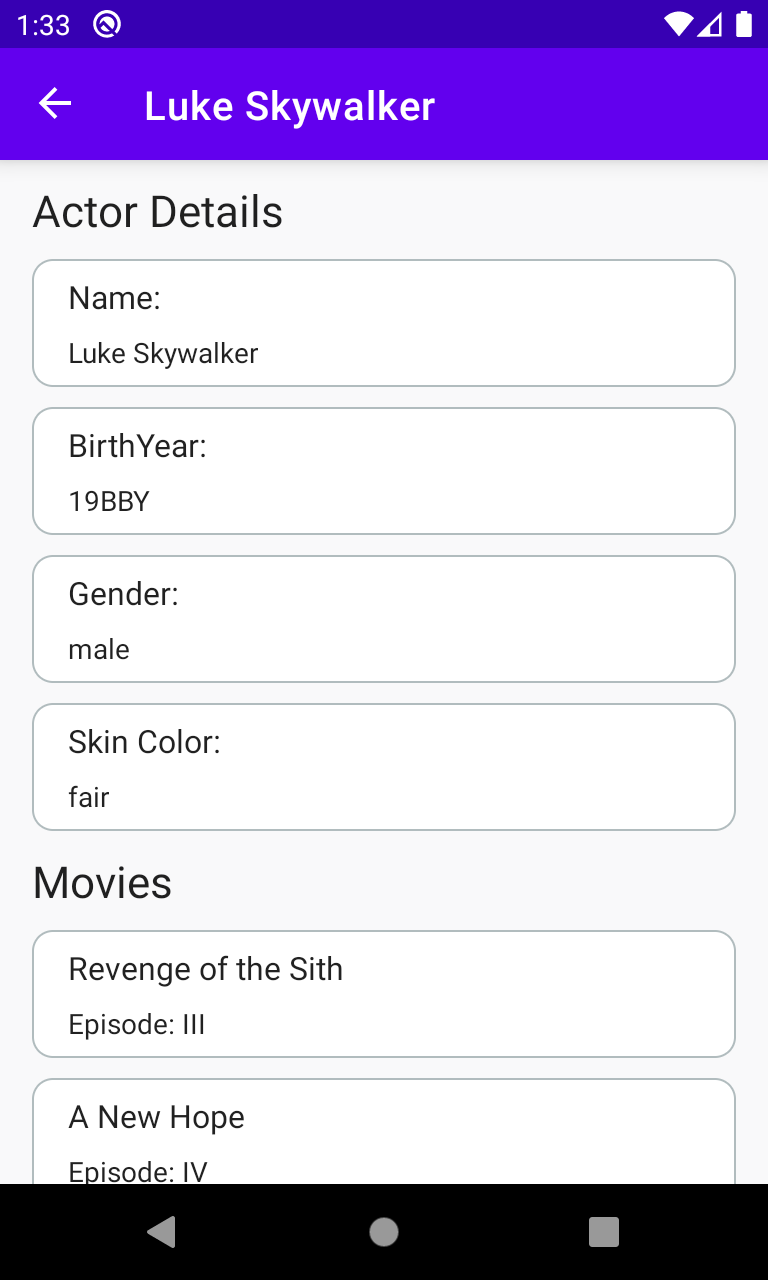 1:33
Luke Skywalker
Actor Details
Name:
Luke Skywalker
BirthYear:
19BBY
Gender:
male
Skin Color:
fair
Movies
Revenge of the Sith
Episode: III
A New Hope
Episode: IV